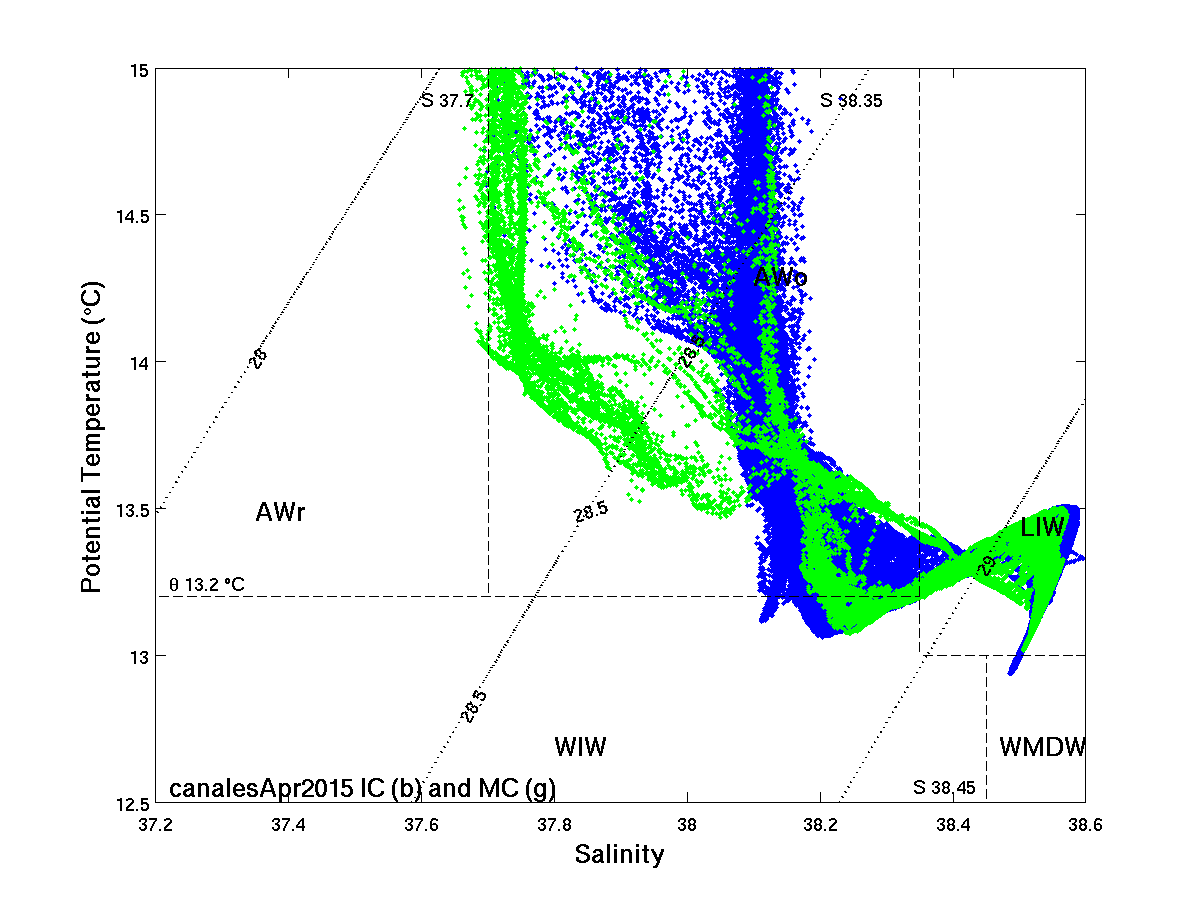 15
14.5
14
13.5
13
12.5
Potential Temperature (°C)
S 37.7
S 38.35
AWo
28
28.5
AWr
28.5
LIW
29
θ 13.2 °C
28.5
WIW
WMDW
canalesApr2015 IC (b) and MC (g)
S 38.45
37.2
37.4
37.6
37.8
38
38.2
38.4
38.6
Salinity